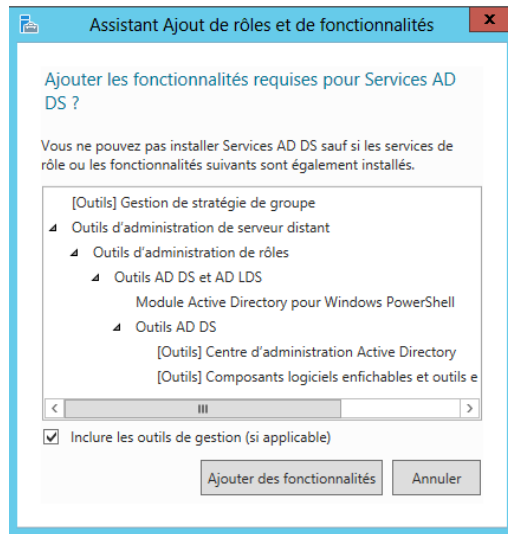 Assistant Ajout de rôles et de fonctionnalités
x
Ajouter les fonctionnalités requises pour Services AD
DS ?
Vous ne pouvez pas installer Services AD DS sauf si les services de
rôle ou les fonctionnalités suivants sont également installés.
[Outils] Gestion de stratégie de groupe
Outils d'administration de serveur distant
Outils d'administration de rôles
Outils AD DS et AD LDS
Module Active Directory pour Windows PowerShell
Outils AD DS
[Outils] Centre d'administration Active Directory
[Outils] Composants logiciels enfichables et outils e
Inclure les outils de gestion (si applicable)
Ajouter des fonctionnalités
Annuler